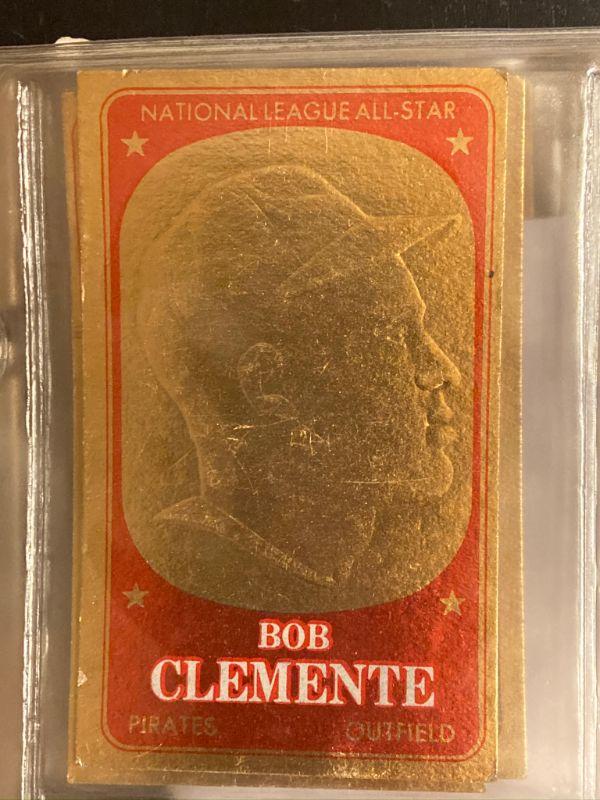 NATIONAL LEAGUE ALL-STAR
BOB
CLEMENTE
PIRATES OUTFIELD